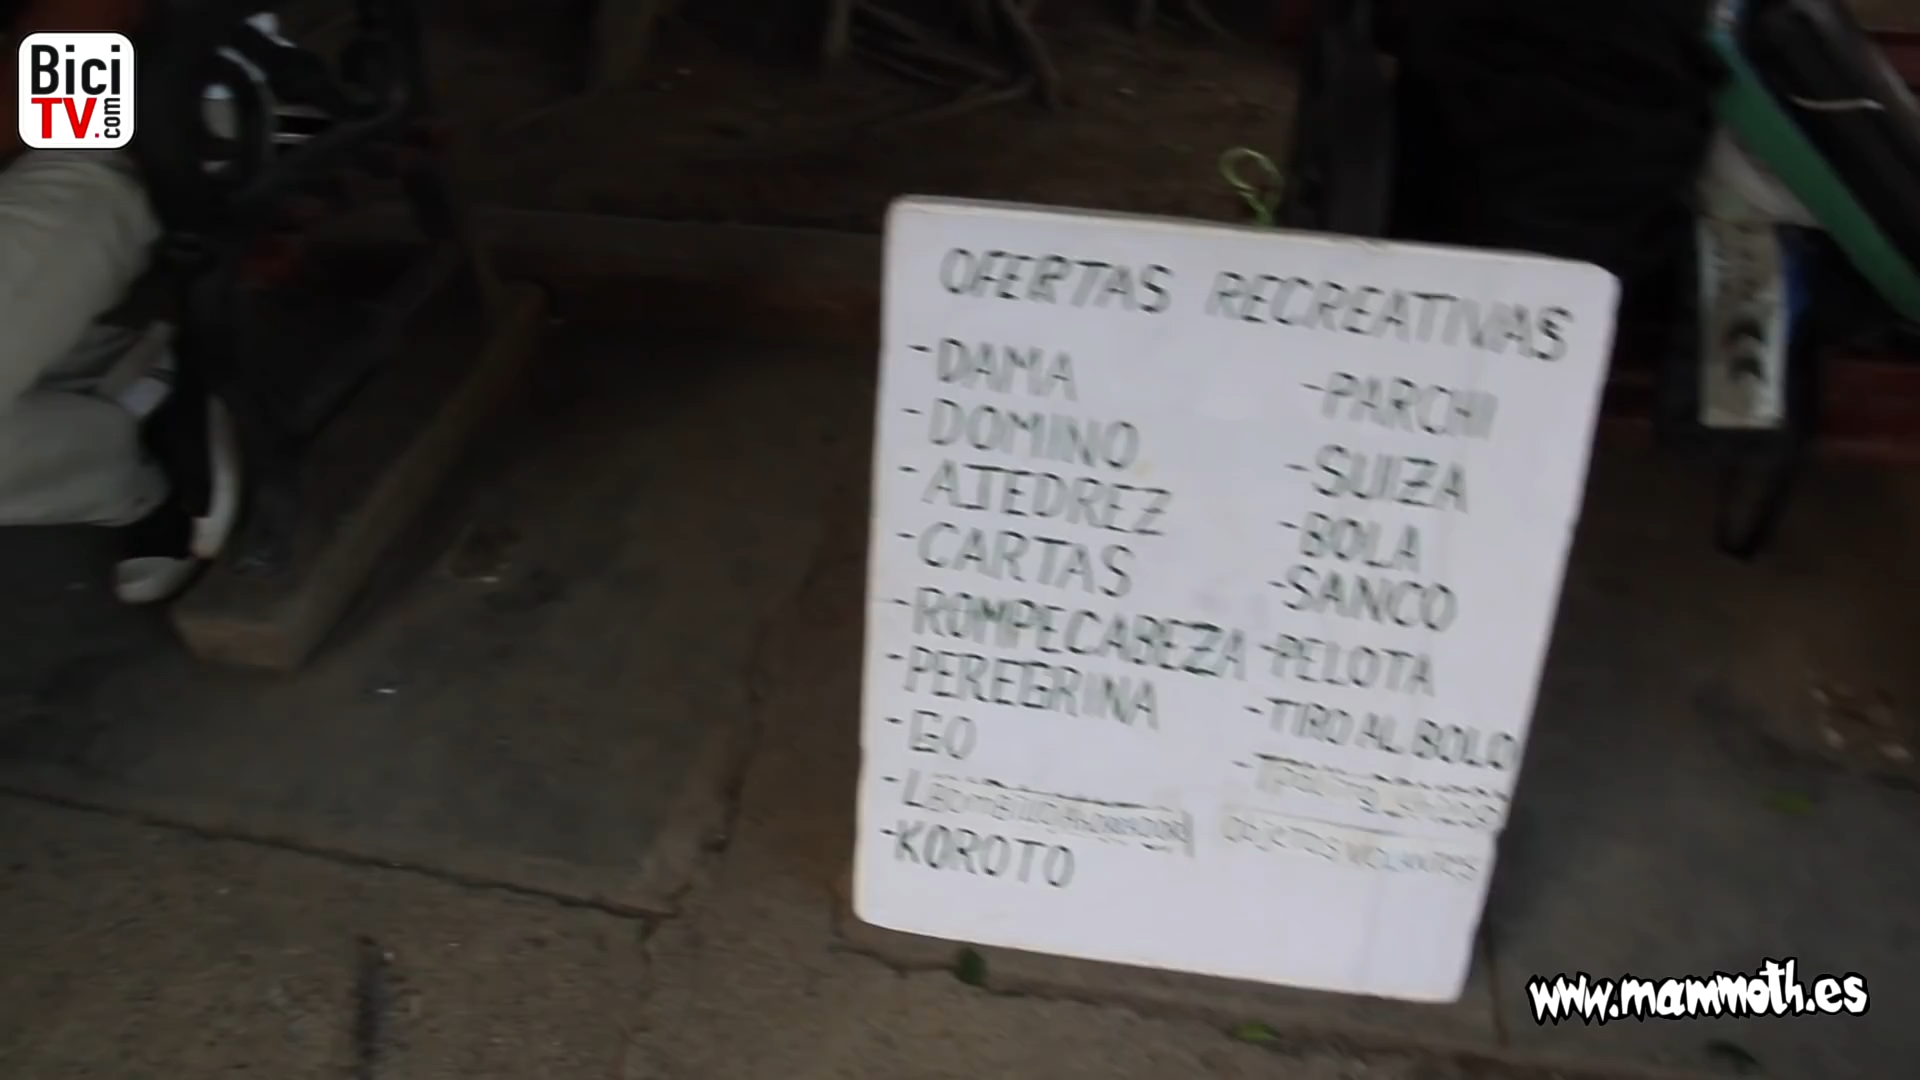 Bici
TV.com
OFERTAS RECREATIVAS
-DAMA
-DOMINO
-AJEDREZ
-CARTAS
-ROMPECABEZA
-PEREGRINA
-GO
-KOROTO
-PARCHI
-SUIZA
-BOLA
-SANCO
-PELOTA
-TIRO AL BOLO
www.mammoth.es